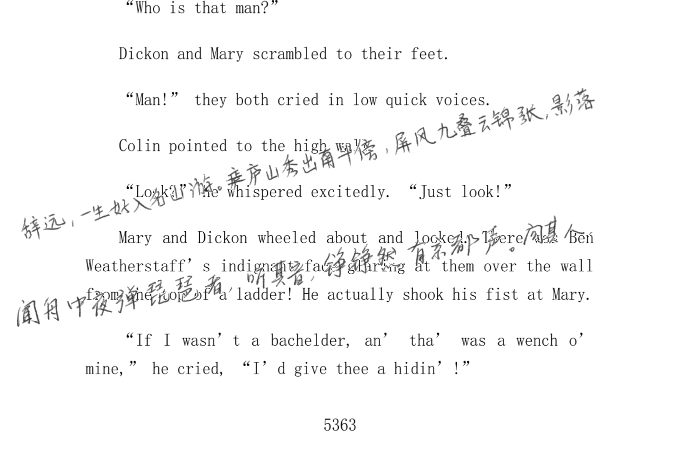 “Who is that man?”
Dickon and Mary scrambled to their feet.
“Man!” they both cried in low quick voices.
Colin pointed to the high wall.
“Look!” he whispered excitedly. “Just look!”
Mary and Dickon wheeled about and looked. There was Ben
Weatherstaff’s indignant face glaring at them over the wall
from the top of a ladder! He actually shook his fist at Mary.
“If I wasn’t a bachelder, an’ tha’ was a wench o’
mine,” he cried, “I’d give thee a hidin’!”
5363
辞远,一生好入名山游。庐山秀出南斗傍,屏风九叠云锦张,影落
闻舟中夜弹琵琶者,听其音,铮铮然有京都声。问其人,